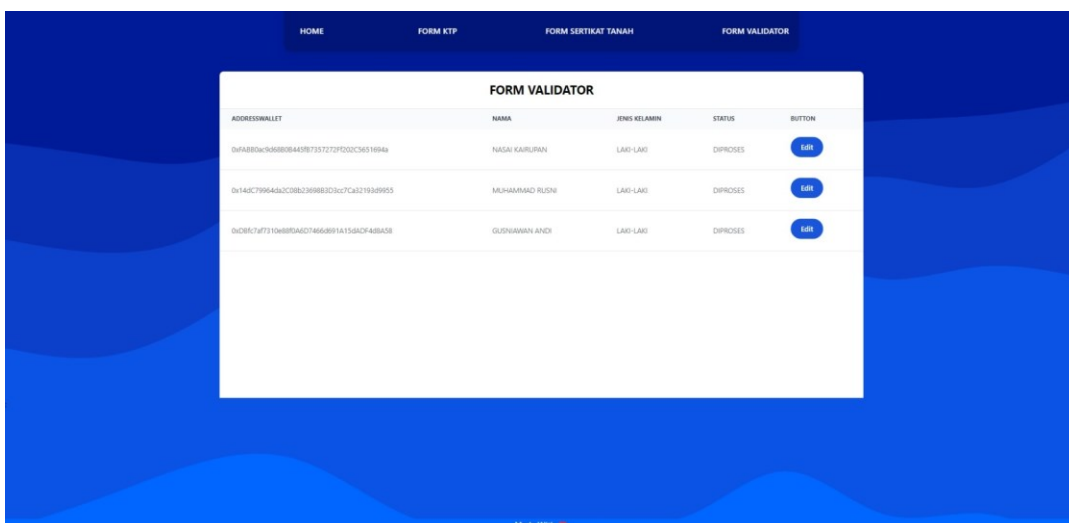 HOME FORM KTP FORM SERTIKAT TANAH FORM VALIDATOR
FORM VALIDATOR
ADDRESSWALLET NAMA JENIS KELAMIN STATUS BUTTON
NASAI KAIRUPAN LAKI-LAKI DIPROSES Edit
MUHAMMAD RUSNI LAKI-LAKI DIPROSES Edit
GUSNIAWAN ANDI LAKI-LAKI DIPROSES Edit